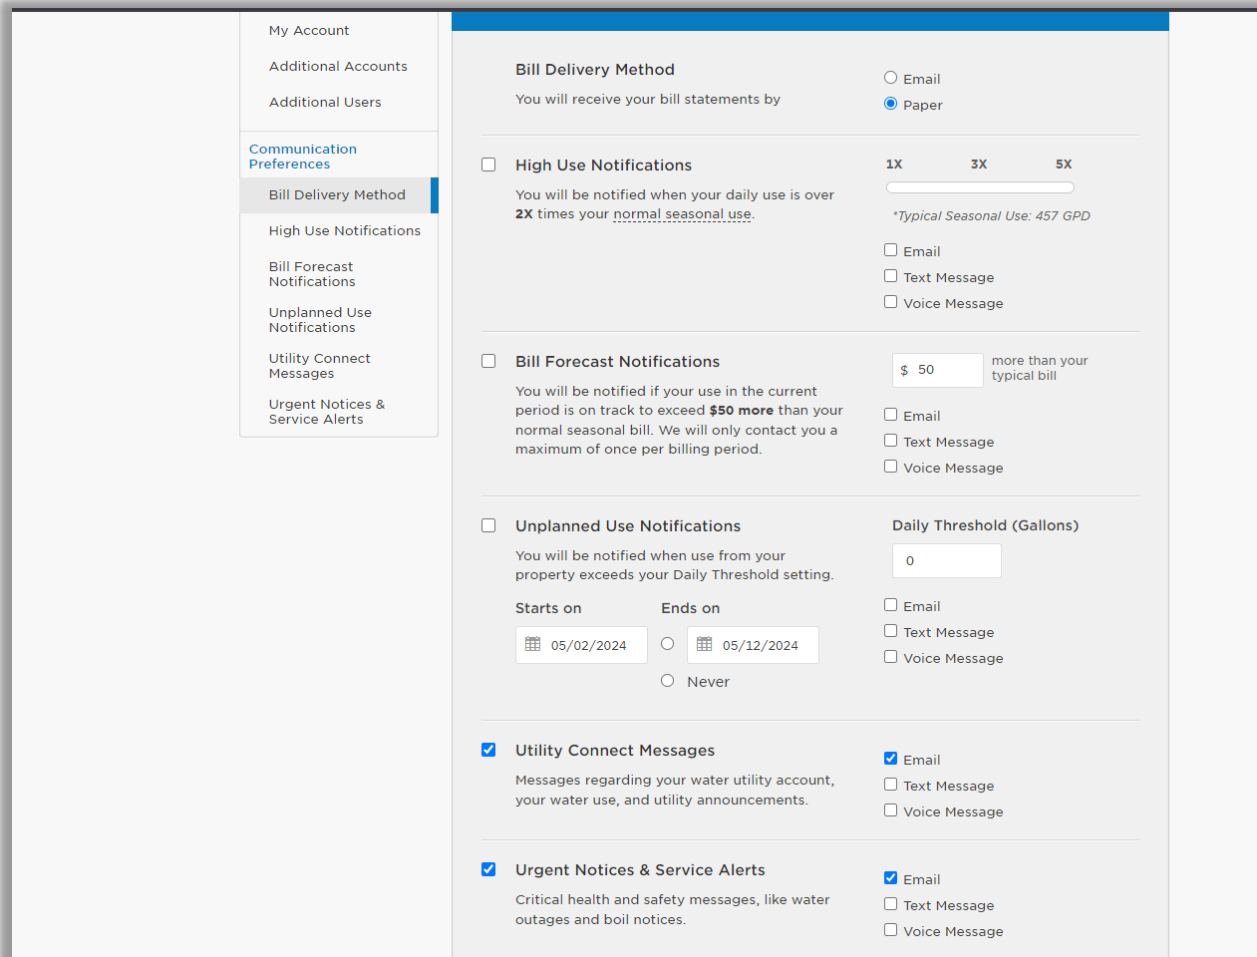 My Account
Additional Accounts
Additional Users
Communication
Preferences
Bill Delivery Method
High Use Notifications
Bill Forecast
Notifications
Unplanned Use
Notifications
Utility Connect
Messages
Urgent Notices &
Service Alerts
Bill Delivery Method
You will receive your bill statements by
Email
Paper
High Use Notifications
You will be notified when your daily use is over
2X times your normal seasonal use.
1X 3X 5X
*Typical Seasonal Use: 457 GPD
Email
Text Message
Voice Message
Bill Forecast Notifications
You will be notified if your use in the current
period is on track to exceed $50 more than your
normal seasonal bill. We will only contact you a
maximum of once per billing period.
$ 50
more than your
typical bill
Email
Text Message
Voice Message
Unplanned Use Notifications
You will be notified when use from your
property exceeds your Daily Threshold setting.
Starts on Ends on
05/02/2024 05/12/2024
Never
Daily Threshold (Gallons)
0
Email
Text Message
Voice Message
Utility Connect Messages
Messages regarding your water utility account,
your water use, and utility announcements.
Email
Text Message
Voice Message
Urgent Notices & Service Alerts
Critical health and safety messages, like water
outages and boil notices.
Email
Text Message
Voice Message